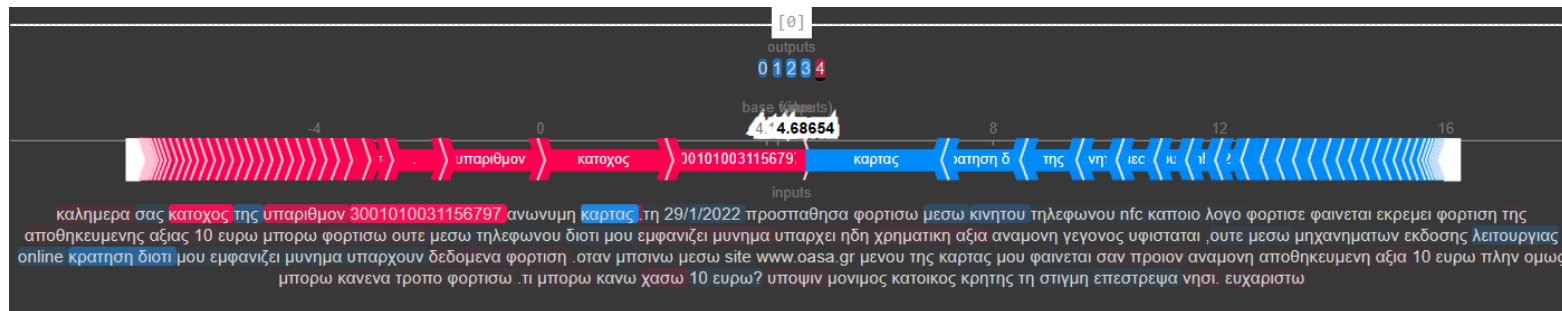 [0]
outputs
0 1 2 3 4
-4 0 4.68654 8 12 16
υπαριθμον κατοχος καρτας της
inputs
καλημερα σας κατοχος της υπαριθμον 3001010031156797 ανωνυμη καρτας .τη 29/1/2022 προσπαθησα φορτισω μεσω κινητου τηλεφωνου nfc καποιο λογο φορτισε φαινεται εκρεμει φορτιση της
αποθηκευμενης αξιας 10 ευρω μπορω φορτισω ουτε μεσω τηλεφωνου διοτι μου εμφανιζει μυνημα υπαρχει ηδη χρηματικη αξια αναμονη γεγονος υφισταται ,ουτε μεσω μηχανηματων εκδοσης λειτουργιας
online κρατηση διοτι μου εμφανιζει μυνημα υπαρχουν δεδομενα φορτιση .οταν μπσινω μεσω site www.oasa.gr μενου της καρτας μου φαινεται σαν προιον αναμονη αποθηκευμενη αξια 10 ευρω πλην ομως
μπορω κανενα τροπο φορτισω .τι μπορω κανω χασω 10 ευρω? υποψιν μονιμος κατοικος κρητης τη στιγμη επεστρεψα νησι. ευχαριστω